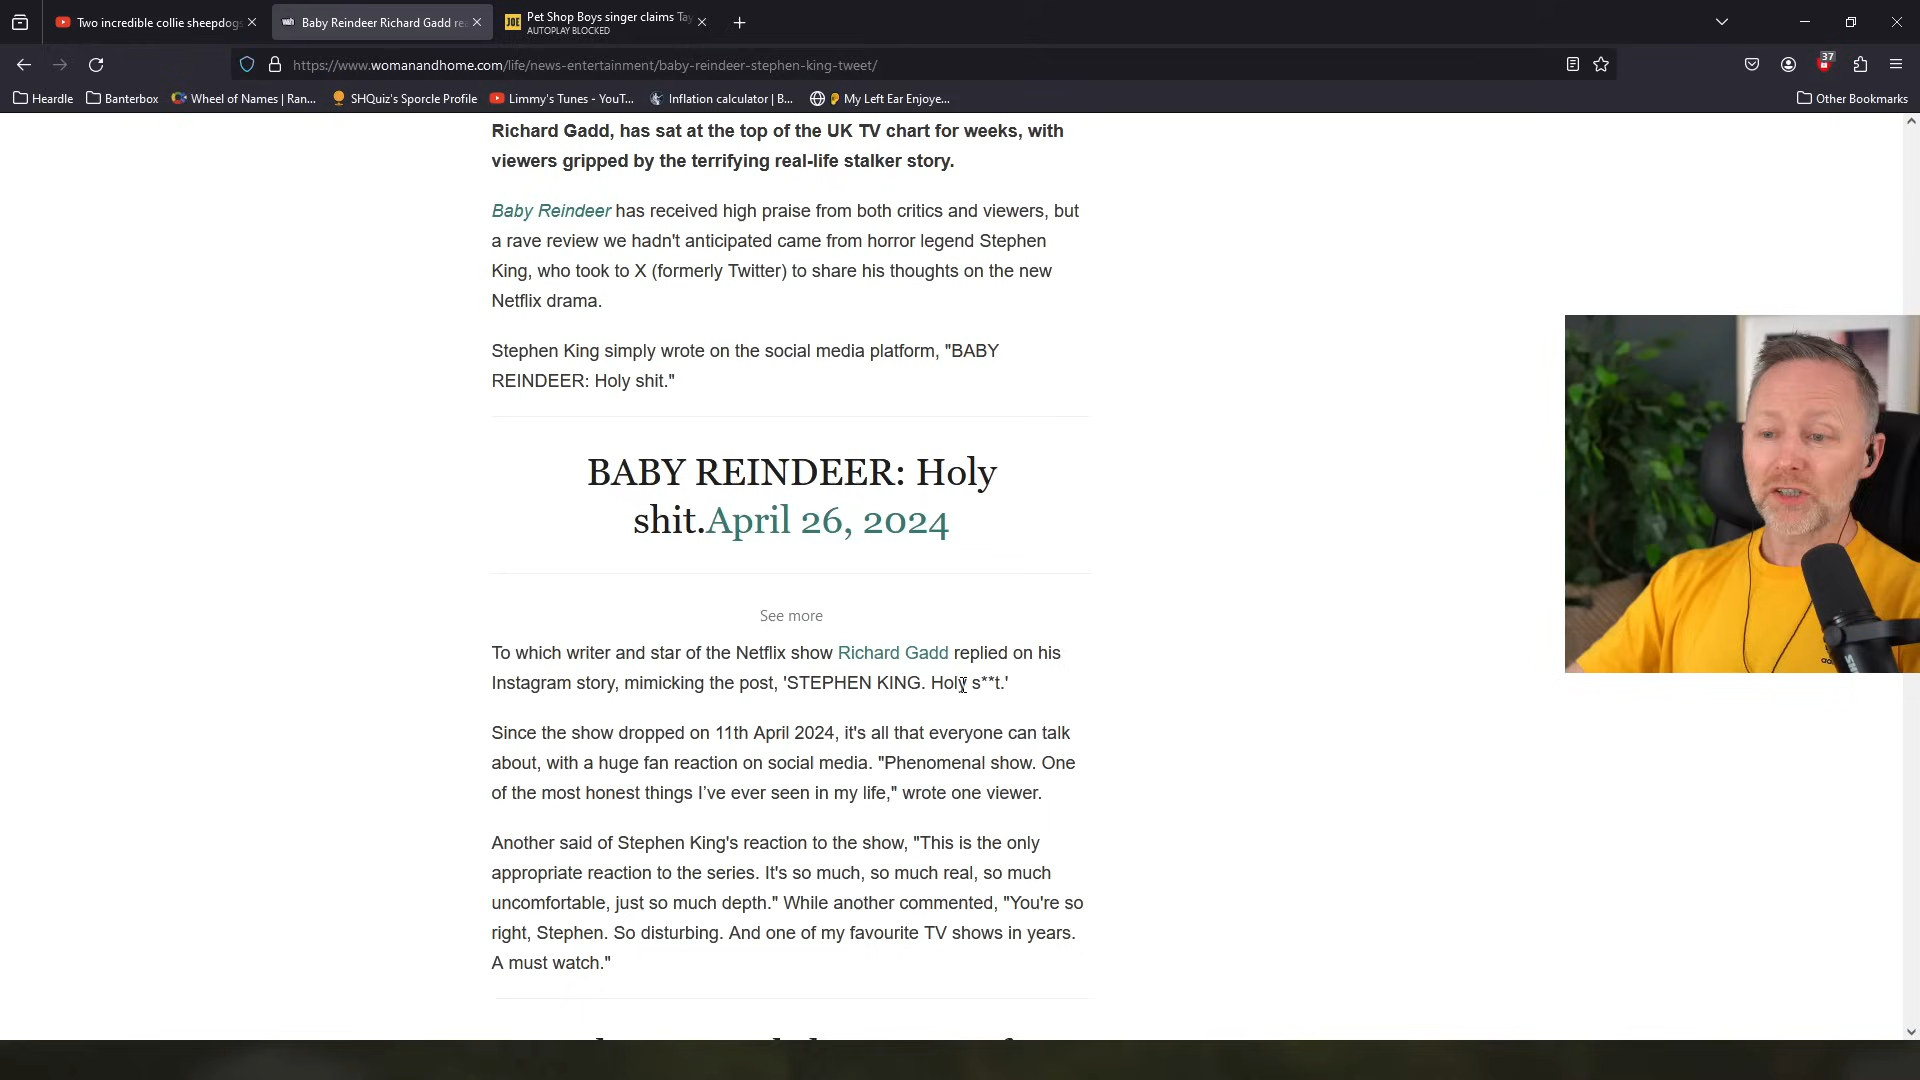 Two incredible collie sheepdogs
Baby Reindeer Richard Gadd re
JOE
Pet Shop Boys singer claims Tay
AUTOPLAY BLOCKED
https://www.womanandhome.com/life/news-entertainment/baby-reindeer-stephen-king-tweet/
37
Heardle
Banterbox
Wheel of Names | Ran...
SHQuiz's Sporcle Profile
Limmy's Tunes - YouT...
Inflation calculator | B...
My Left Ear Enjoye...
Other Bookmarks
Richard Gadd, has sat at the top of the UK TV chart for weeks, with
viewers gripped by the terrifying real-life stalker story.
Baby Reindeer has received high praise from both critics and viewers, but
a rave review we hadn't anticipated came from horror legend Stephen
King, who took to X (formerly Twitter) to share his thoughts on the new
Netflix drama.
Stephen King simply wrote on the social media platform, "BABY
REINDEER: Holy shit."
BABY REINDEER: Holy
shit.April 26, 2024
See more
To which writer and star of the Netflix show Richard Gadd replied on his
Instagram story, mimicking the post, 'STEPHEN KING. Holy s**t.'
Since the show dropped on 11th April 2024, it's all that everyone can talk
about, with a huge fan reaction on social media. "Phenomenal show. One
of the most honest things I've ever seen in my life," wrote one viewer.
Another said of Stephen King's reaction to the show, "This is the only
appropriate reaction to the series. It's so much, so much real, so much
uncomfortable, just so much depth." While another commented, "You're so
right, Stephen. So disturbing. And one of my favourite TV shows in years.
A must watch."